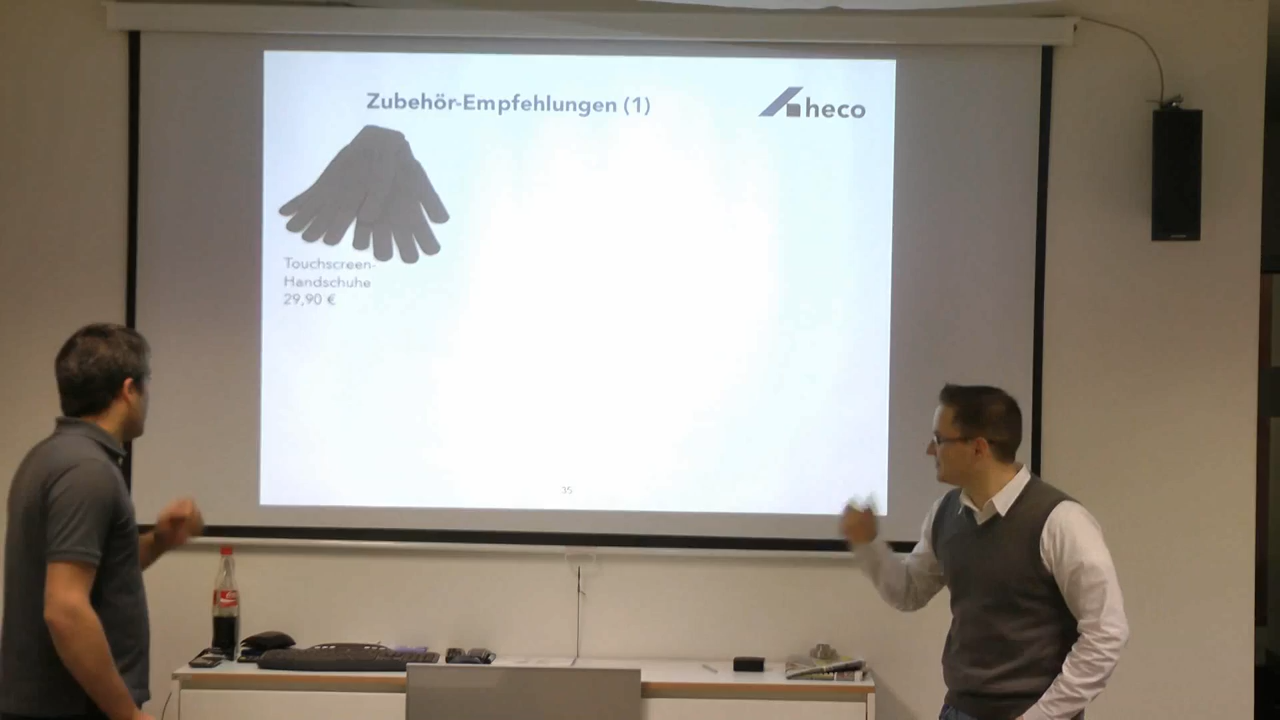 Zubehör-Empfehlungen (1)
heco
Touchscreen-
Handschuhe
29,90 €
35